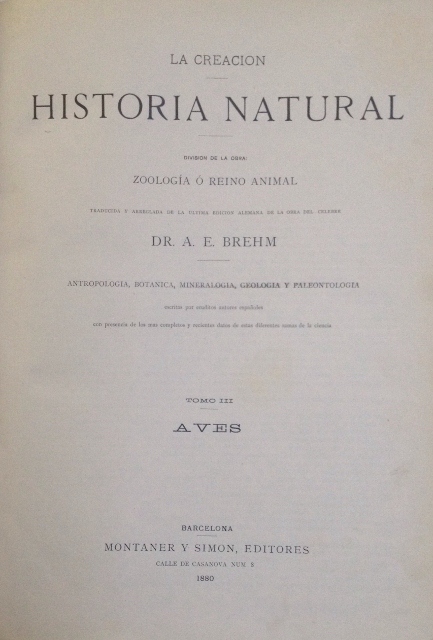 LA CREACION
HISTORIA NATURAL
DIVISION DE LA OBRA:
ZOOLOGÍA Ó REINO ANIMAL
TRADUCIDA Y ARREGLADA DE LA ULTIMA EDICION ALEMANA DE LA OBRA DEL CÉLEBRE
DR. A. E. BREHM
ANTROPOLOGIA, BOTANICA, MINERALOGIA, GEOLOGIA Y PALEONTOLOGIA
escritas por eruditos autores españoles
con presencia de los mas completos y recientes datos de estos diferentes ramos de la ciencia
TOMO III
AVES
BARCELONA
MONTANER Y SIMON, EDITORES
CALLE DE CASANOVA NUM. 8
1880